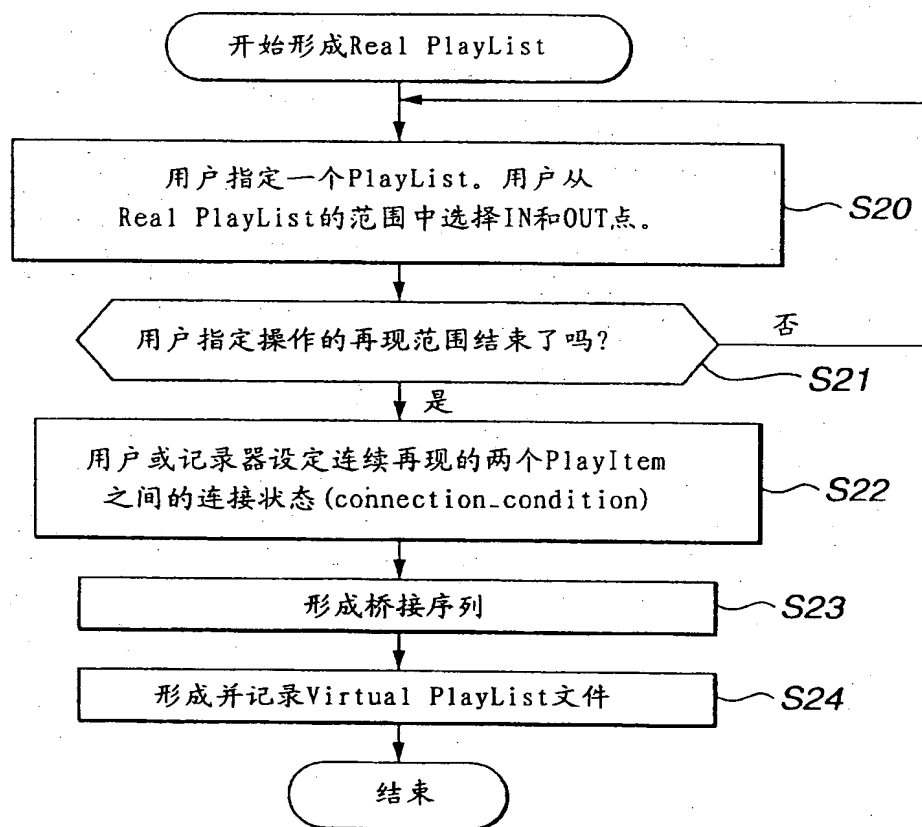 开始形成Real PlayList
用户指定一个PlayList。用户从
Real PlayList的范围中选择IN和OUT点。
S20
用户指定操作的再现范围结束了吗?
否
S21
是
用户或记录器设定连续再现的两个PlayItem
之间的连接状态(connection_condition)
S22
形成桥接序列
S23
形成并记录Virtual PlayList文件
S24
结束